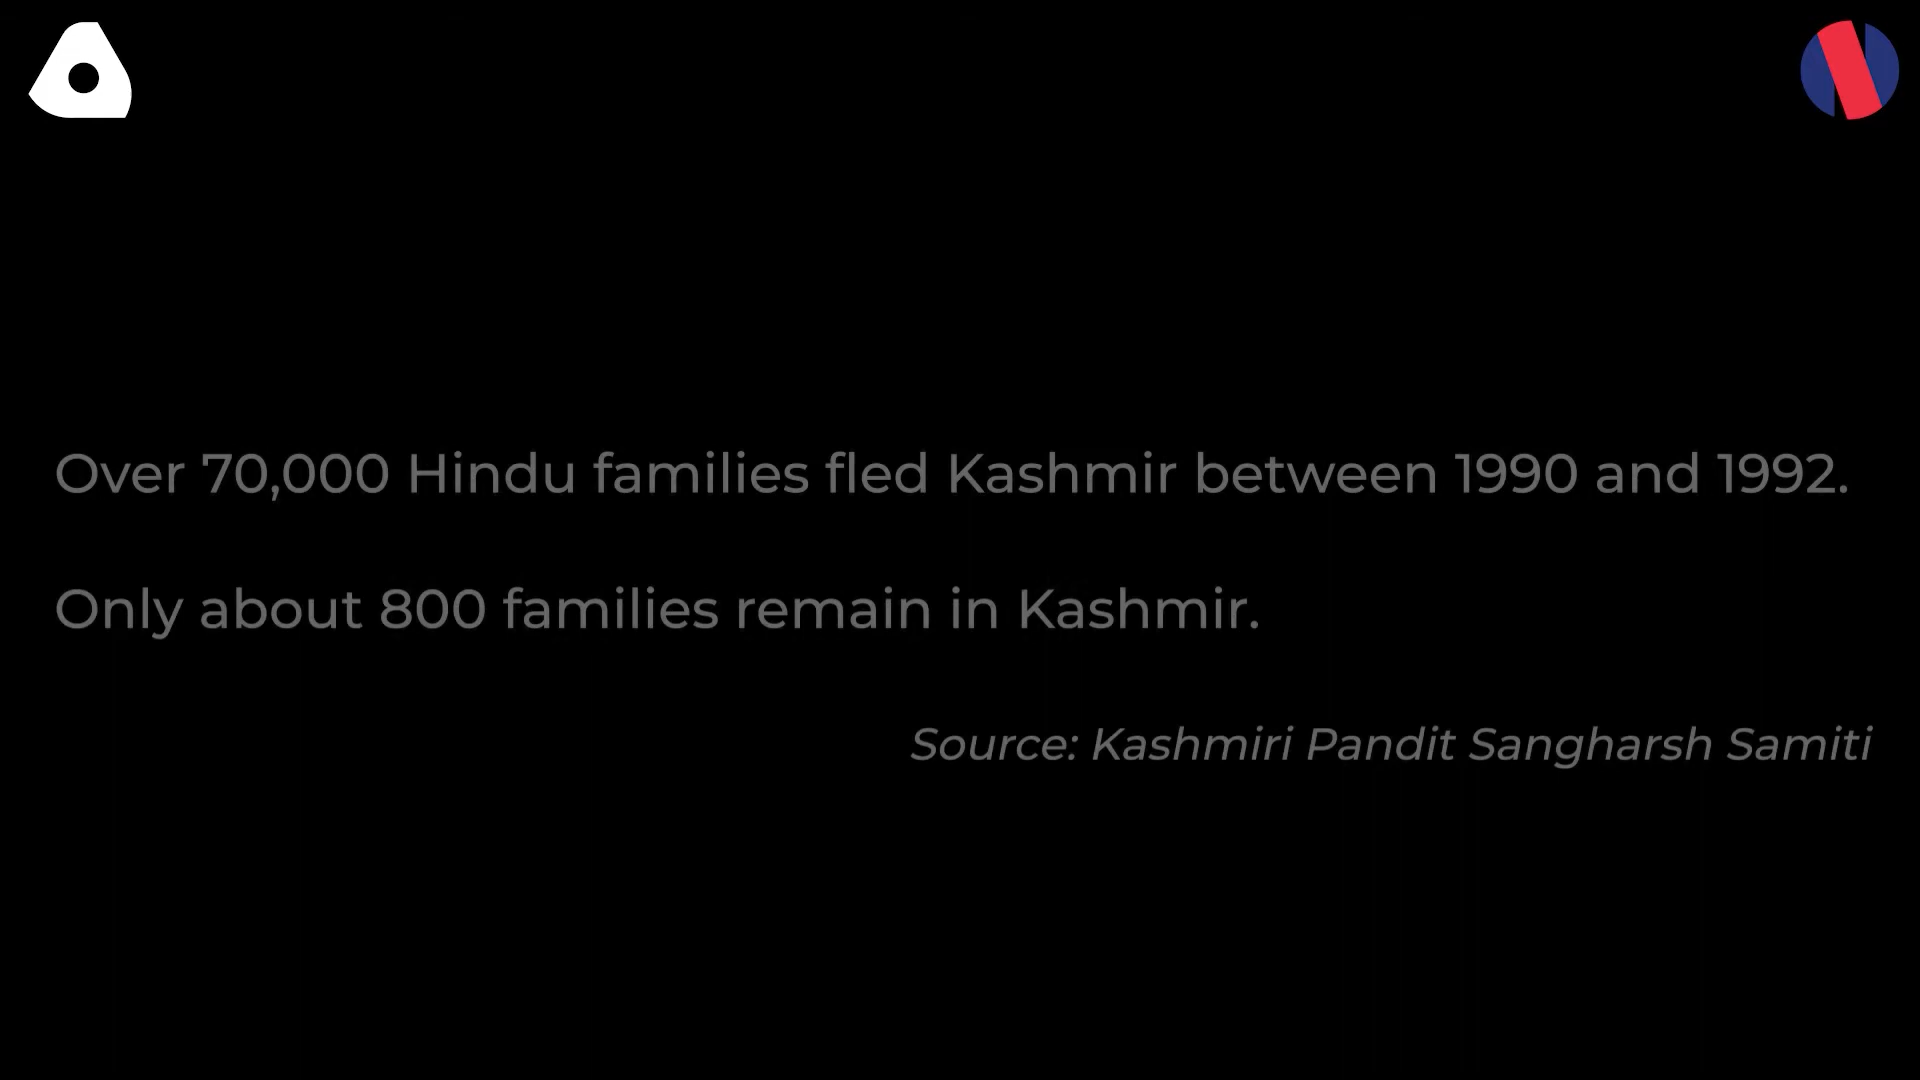 Over 70,000 Hindu families fled Kashmir between 1990 and 1992.
Only about 800 families remain in Kashmir.
Source: Kashmiri Pandit Sangharsh Samiti